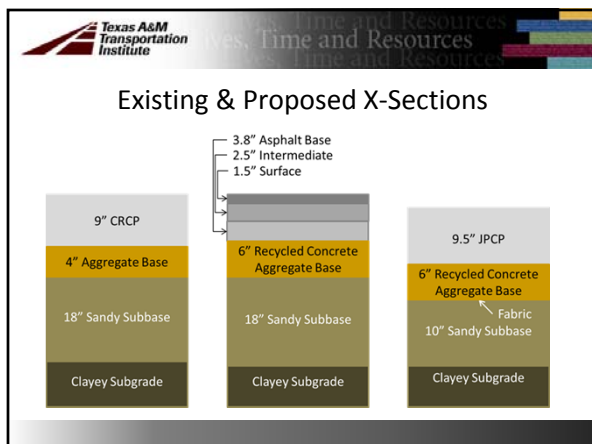 Texas A&M
Transportation
Institute
ves, Time and Resources
Existing & Proposed X-Sections
3.8” Asphalt Base
2.5” Intermediate
1.5” Surface
9” CRCP
4” Aggregate Base
18” Sandy Subbase
Clayey Subgrade
6” Recycled Concrete
Aggregate Base
18” Sandy Subbase
Clayey Subgrade
9.5” JPCP
6” Recycled Concrete
Aggregate Base
Fabric
10” Sandy Subbase
Clayey Subgrade